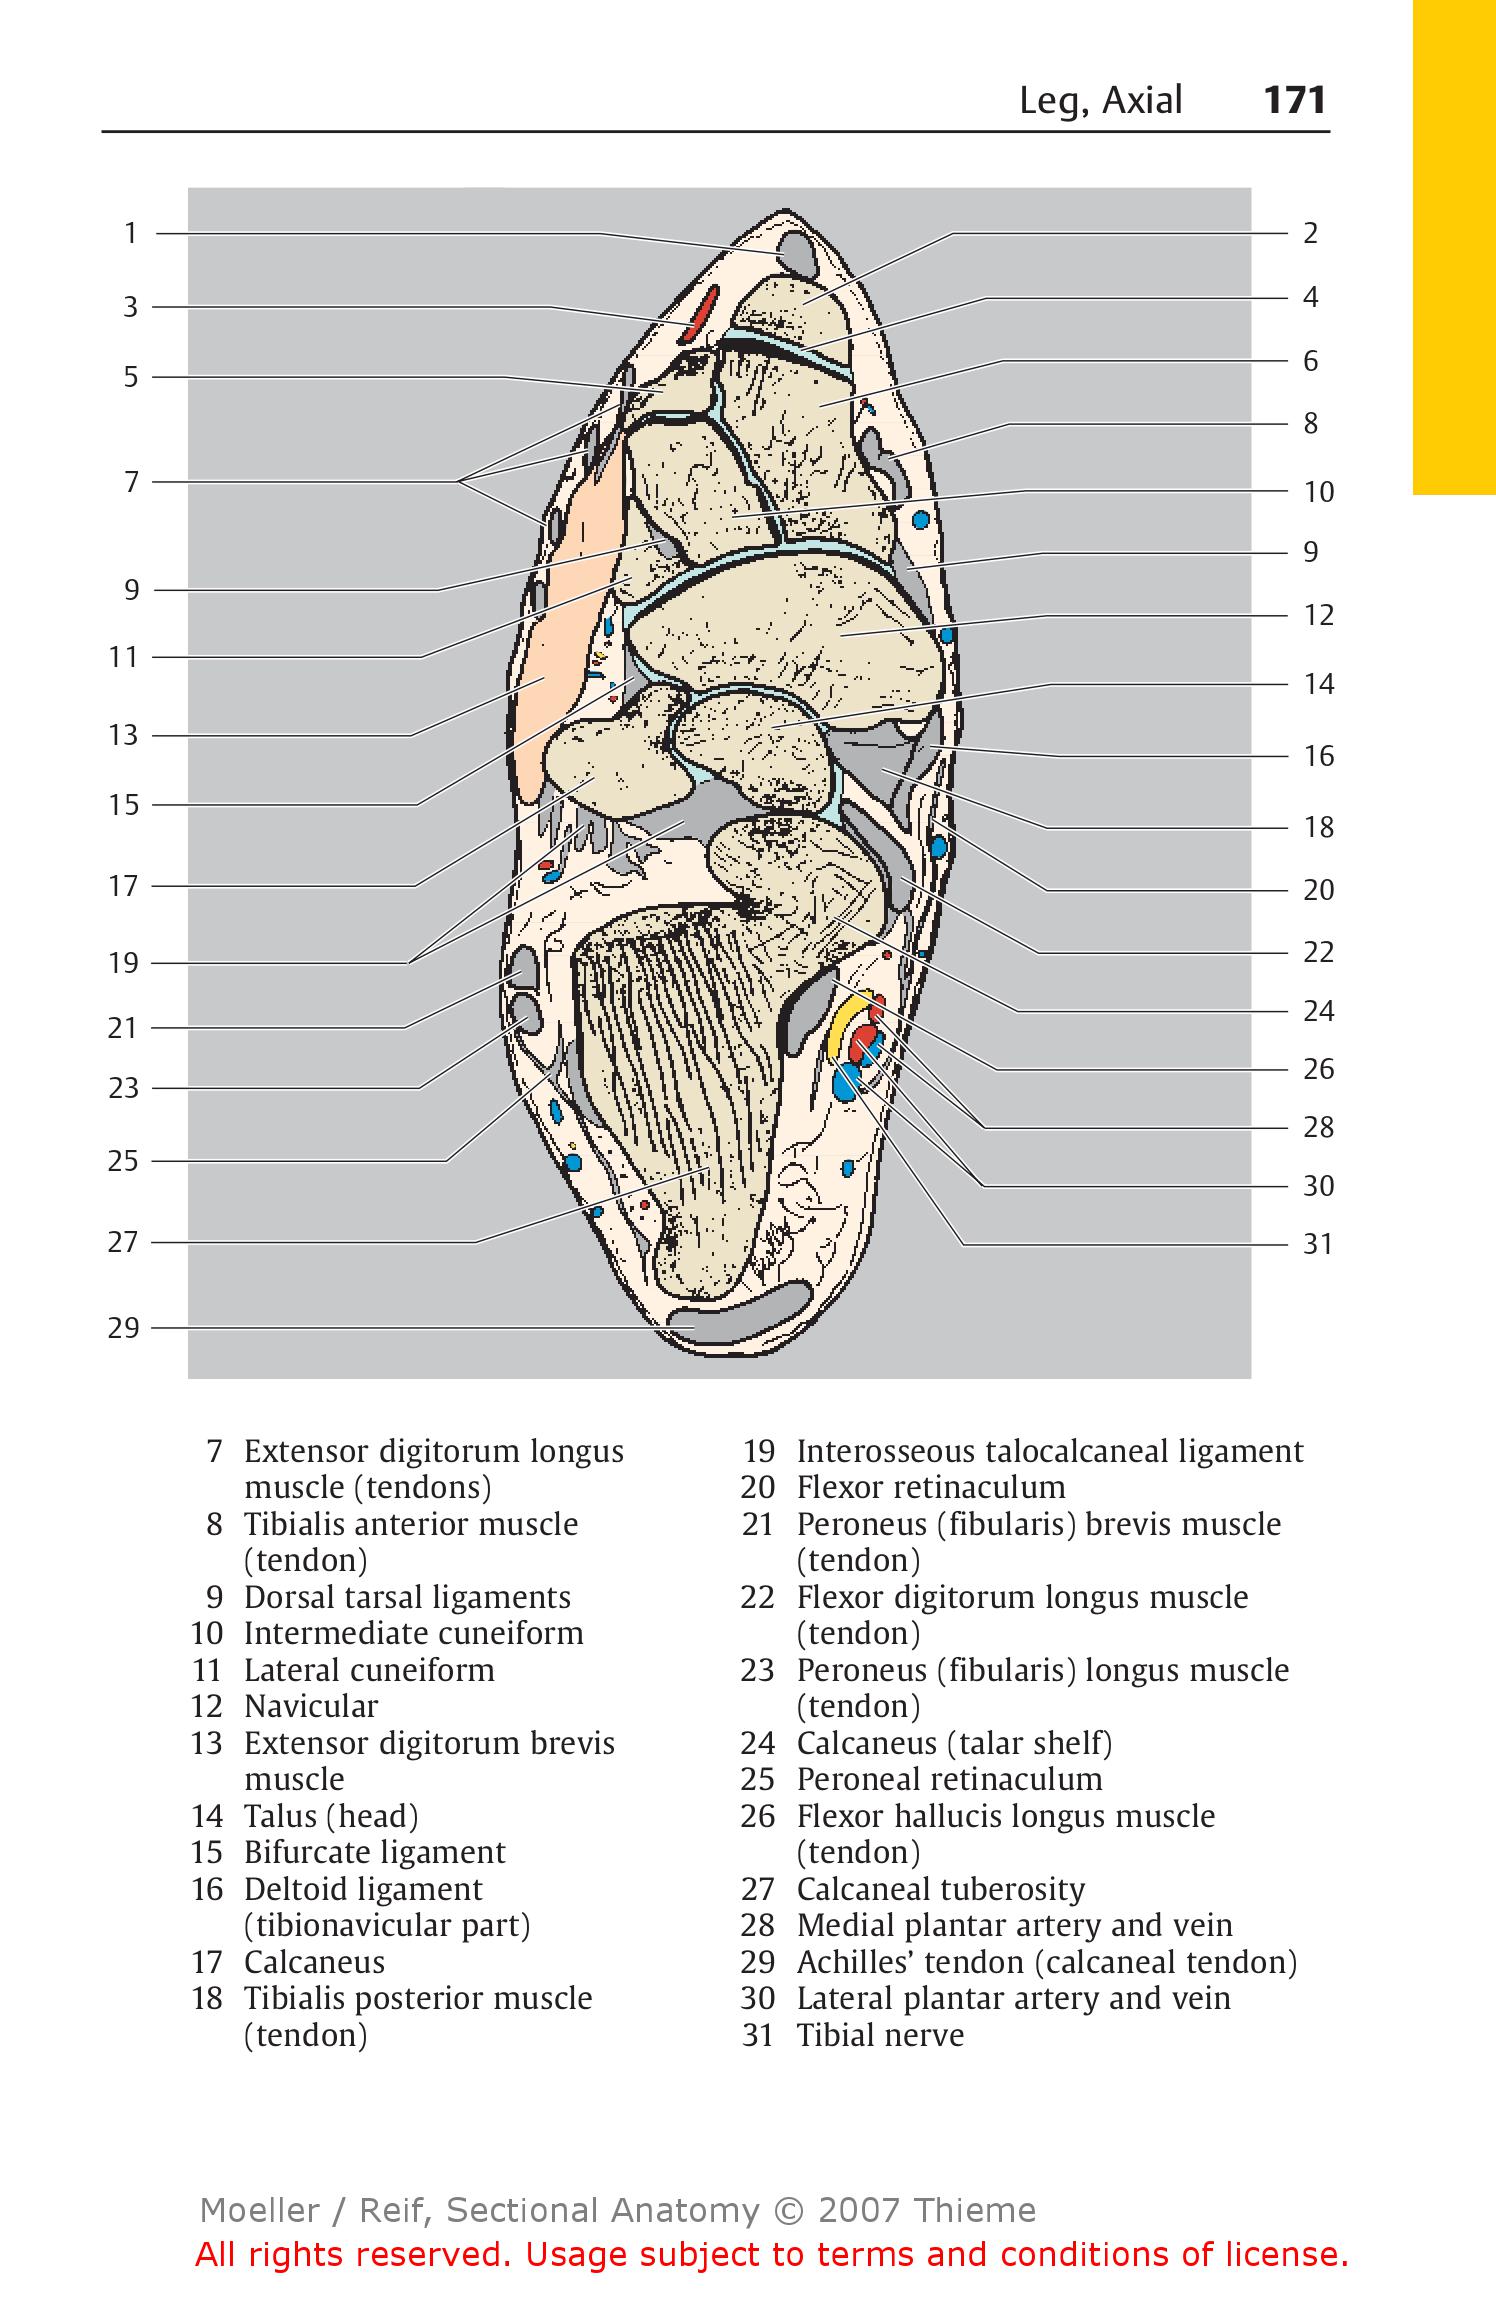 Leg, Axial 171
1
2
3
4
5
6
7
8
9
10
9
11
12
13
14
15
16
17
18
19
20
21
22
23
24
25
26
27
28
29
30
31
7 Extensor digitorum longus
muscle (tendons)
8 Tibialis anterior muscle
(tendon)
9 Dorsal tarsal ligaments
10 Intermediate cuneiform
11 Lateral cuneiform
12 Navicular
13 Extensor digitorum brevis
muscle
14 Talus (head)
15 Bifurcate ligament
16 Deltoid ligament
(tibionavicular part)
17 Calcaneus
18 Tibialis posterior muscle
(tendon)
19 Interosseous talocalcaneal ligament
20 Flexor retinaculum
21 Peroneus (fibularis) brevis muscle
(tendon)
22 Flexor digitorum longus muscle
(tendon)
23 Peroneus (fibularis) longus muscle
(tendon)
24 Calcaneus (talar shelf)
25 Peroneal retinaculum
26 Flexor hallucis longus muscle
(tendon)
27 Calcaneal tuberosity
28 Medial plantar artery and vein
29 Achilles’ tendon (calcaneal tendon)
30 Lateral plantar artery and vein
31 Tibial nerve
Moeller / Reif, Sectional Anatomy © 2007 Thieme
All rights reserved. Usage subject to terms and conditions of license.